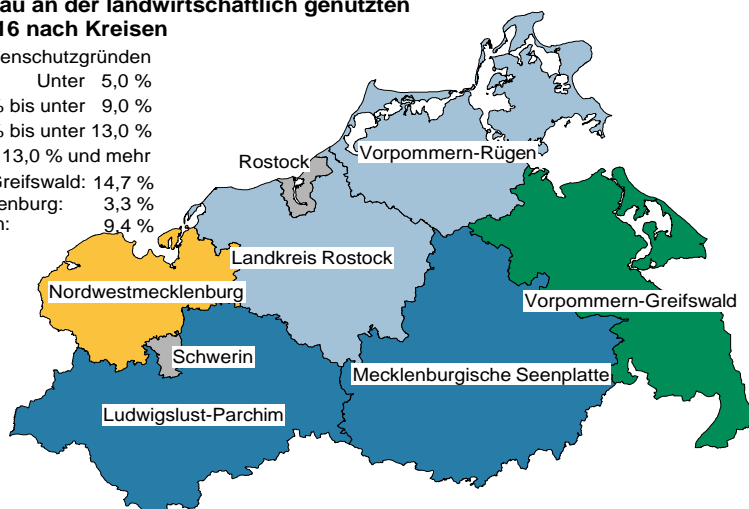 au an der landwirtschaftlich genutzten
16 nach Kreisen
enschutzgründen
Unter 5,0 %
% bis unter 9,0 %
% bis unter 13,0 %
13,0 % und mehr
Greifswald: 14,7 %
enburg: 3,3 %
n: 9,4 %
Rostock
Vorpommern-Rügen
Landkreis Rostock
Nordwestmecklenburg
Vorpommern-Greifswald
Schwerin
Mecklenburgische Seenplatte
Ludwigslust-Parchim